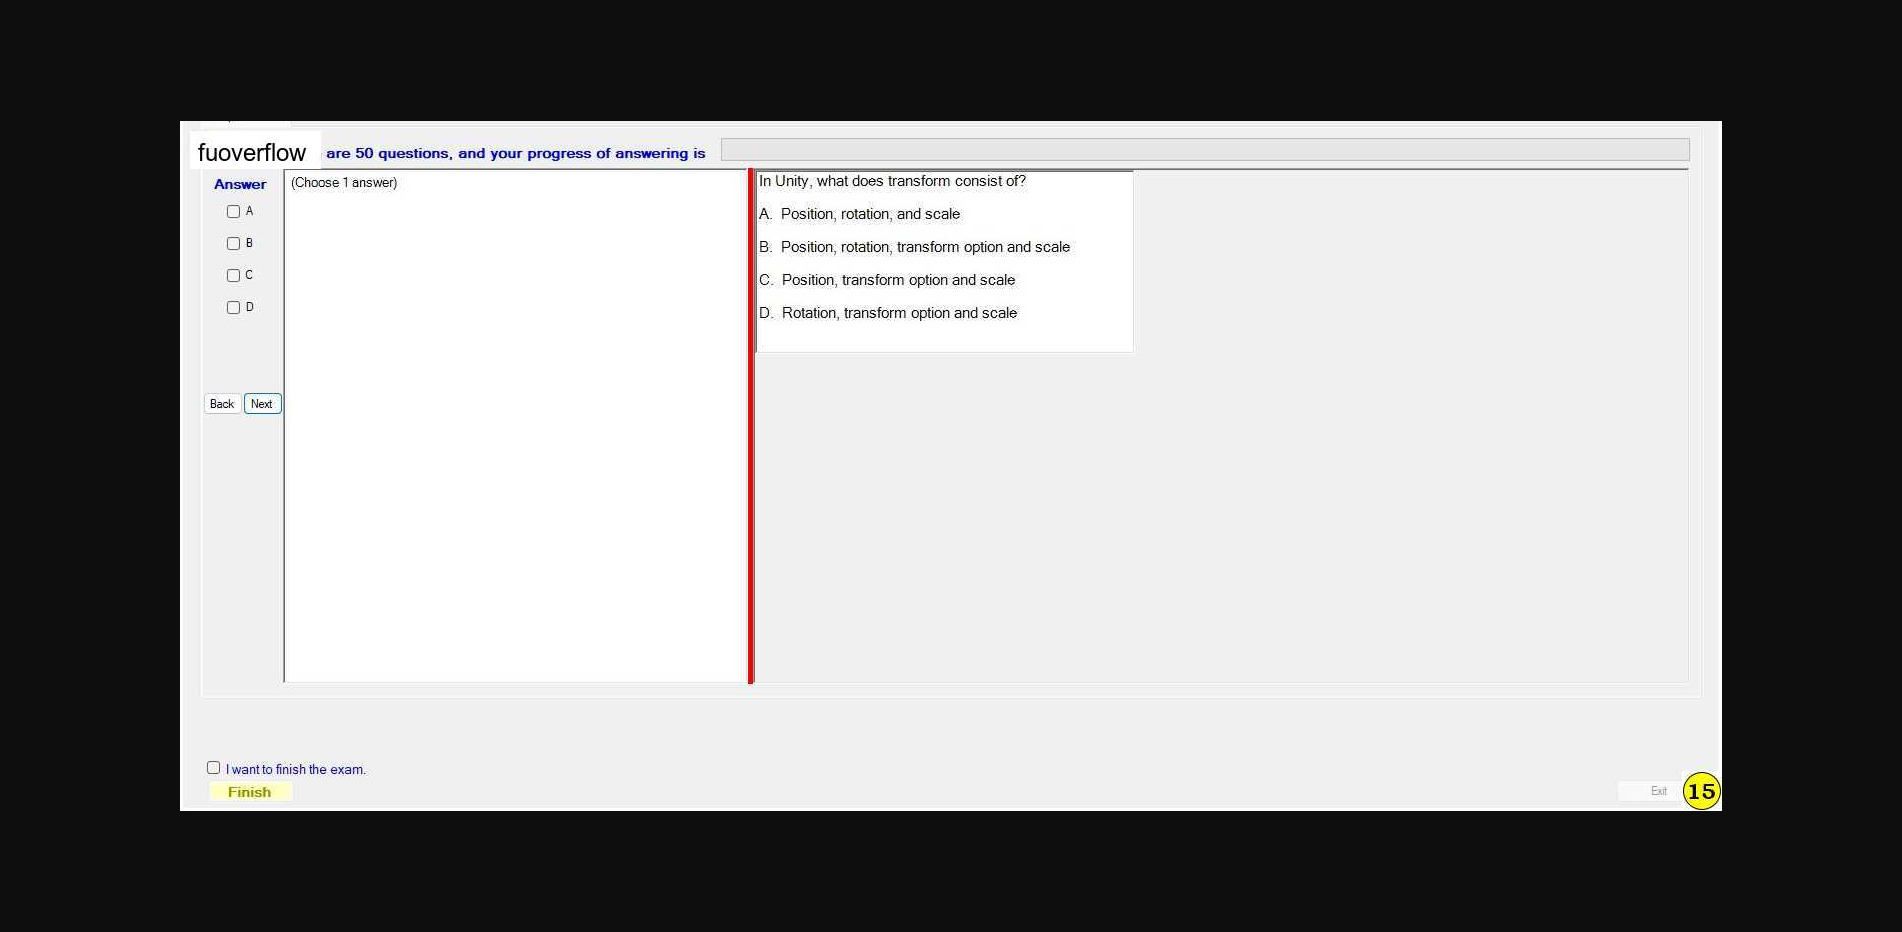 fuoverflow are 50 questions, and your progress of answering is
Answer
(Choose 1 answer)
A
B
C
D
Back Next
In Unity, what does transform consist of?
A. Position, rotation, and scale
B. Position, rotation, transform option and scale
C. Position, transform option and scale
D. Rotation, transform option and scale
I want to finish the exam.
Finish
Exit
15